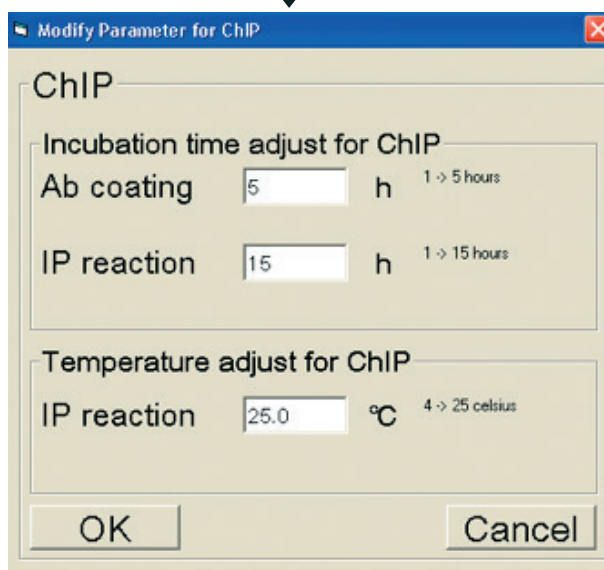 Modify Parameter for ChIP
ChIP
Incubation time adjust for ChIP
Ab coating 5 h 1 -> 5 hours
IP reaction 15 h 1 -> 15 hours
Temperature adjust for ChIP
IP reaction 25.0 ℃ 4 -> 25 celsius
OK Cancel